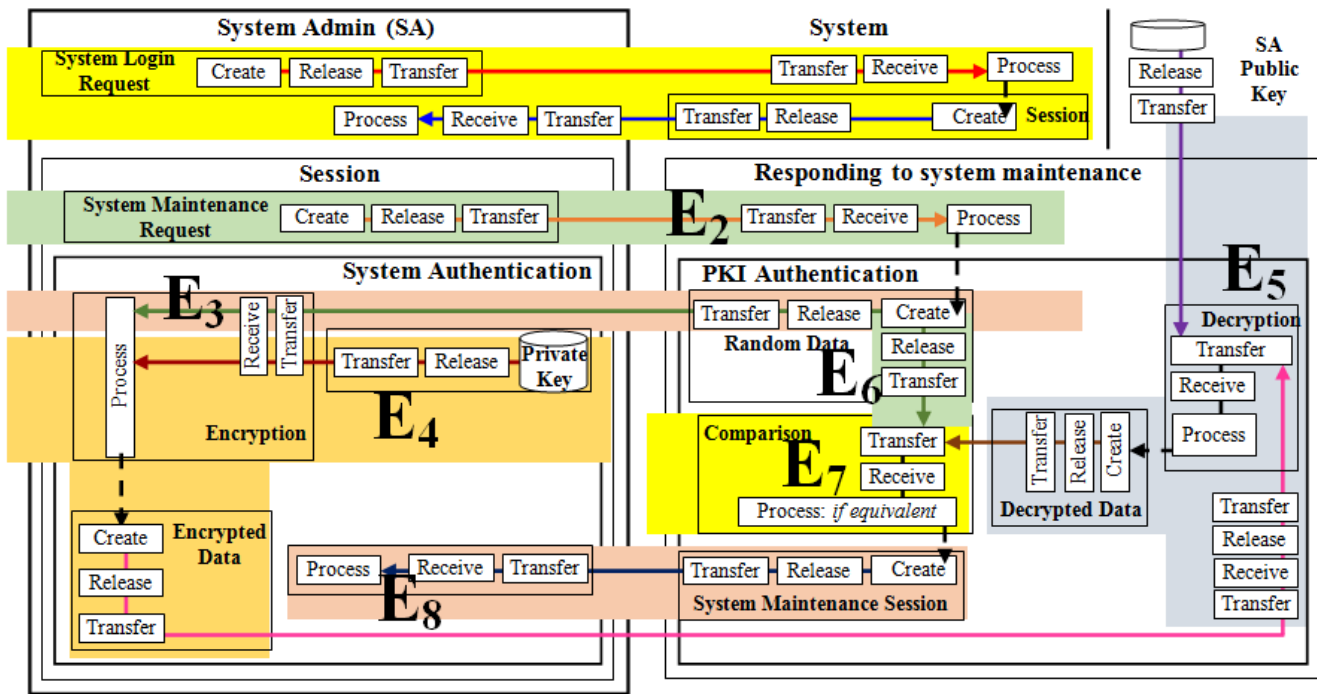 System Admin (SA)
System
System Login
Request
Create
Release
Transfer
Transfer
Receive
Process
Release
Transfer
SA
Public
Key
Process
Receive
Transfer
Transfer
Release
Create
Session
Session
Responding to system maintenance
System Maintenance
Request
Create
Release
Transfer
E2
Transfer
Receive
Process
System Authentication
PKI Authentication
E3
E5
Process
Receive
Transfer
Transfer
Release
Create
Random Data
Release
Transfer
E6
Decryption
Transfer
Receive
Process
Transfer
Release
Private
Key
E4
Encryption
Comparison
Transfer
Receive
E7
Process: if equivalent
Transfer
Release
Create
Decrypted Data
Transfer
Release
Receive
Transfer
Create
Encrypted
Data
Release
Transfer
Process
Receive
Transfer
E8
Transfer
Release
Create
System Maintenance Session